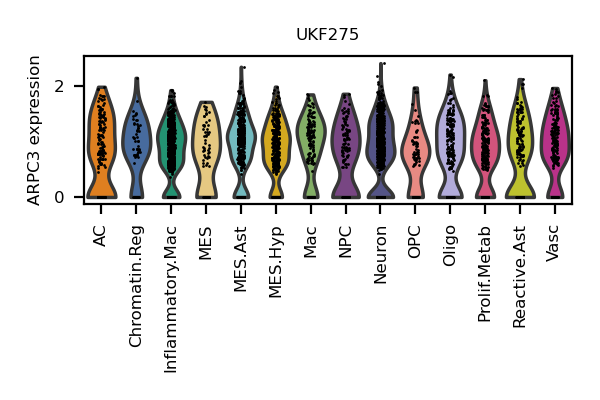 UKF275
ARPC3 expression
2
0
AC
Chromatin.Reg
Inflammatory.Mac
MES
MES.Ast
MES.Hyp
Mac
NPC
Neuron
OPC
Oligo
Prolif.Metab
Reactive.Ast
Vasc